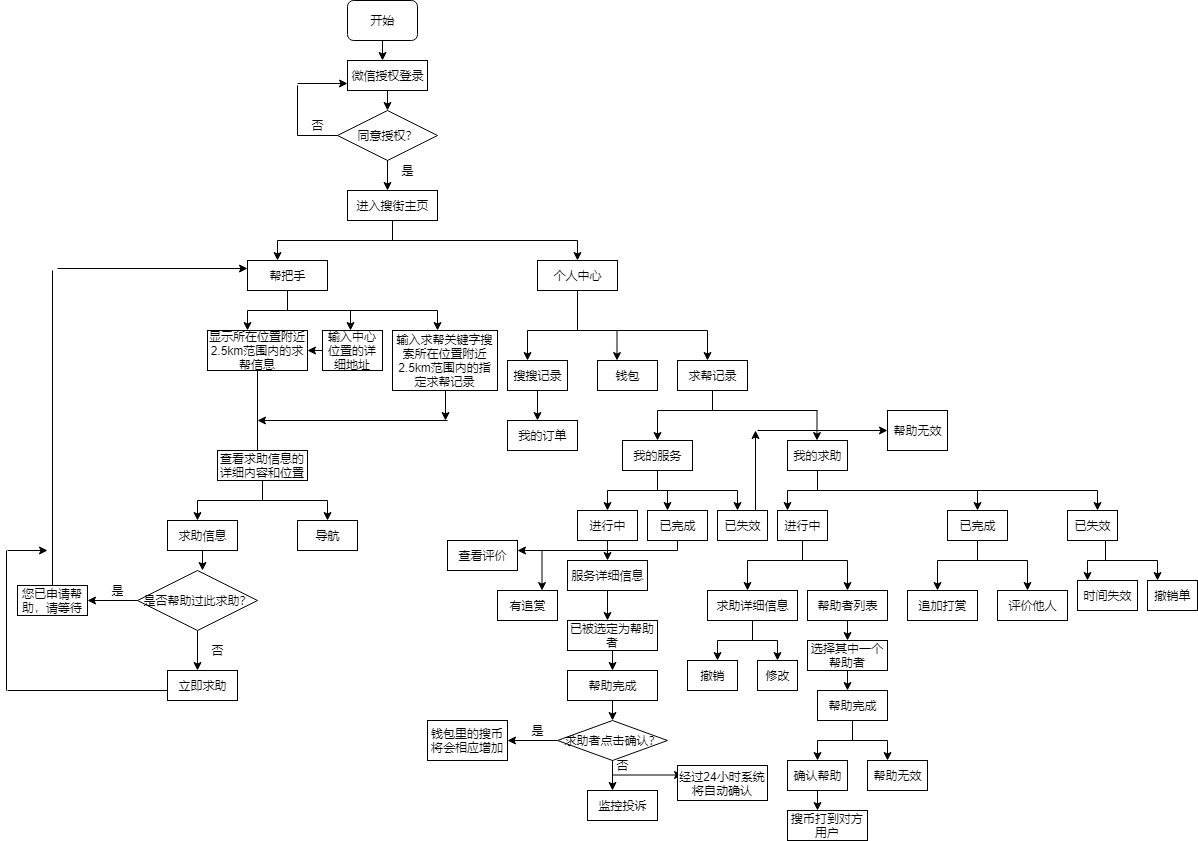 开始
微信授权登录
否
同意授权？
是
进入搜街主页
帮把手
个人中心
显示所在位置附近
2.5km范围内的求
帮信息
输入中心
位置的详
细地址
输入求帮关键字搜
索所在位置附近
2.5km范围内的指
定求帮记录
搜搜记录
钱包
求帮记录
我的订单
帮助无效
查看求助信息的
详细内容和位置
我的服务
我的求助
求助信息
导航
进行中
已完成
已失效
进行中
已完成
已失效
查看评价
服务详细信息
您已申请帮
助，请等待
是
是否帮助过此求助？
有追赏
求助详细信息
帮助者列表
追加打赏
评价他人
时间失效
撤销单
否
已被选定为帮助
者
选择其中一个
帮助者
立即求助
帮助完成
撤销
修改
帮助完成
钱包里的搜币
将会相应增加
是
求助者点击确认？
否
经过24小时系统
将自动确认
确认帮助
帮助无效
监控投诉
搜币打到对方
用户